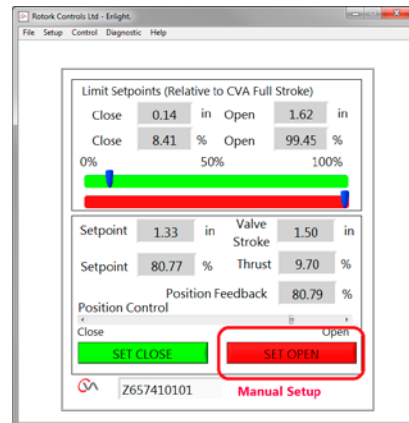 Rotork Controls Ltd - Enlight.
File Setup Control Diagnostic Help
Limit Setpoints (Relative to CVA Full Stroke)
Close 0.14 in Open 1.62 in
Close 8.41 % Open 99.45 %
0% 50% 100%
Setpoint 1.33 in Valve Stroke 1.50 in
Setpoint 80.77 % Thrust 9.70 %
Position Feedback 80.79 %
Position Control
Close Open
SET CLOSE SET OPEN
CVA Z657410101 Manual Setup